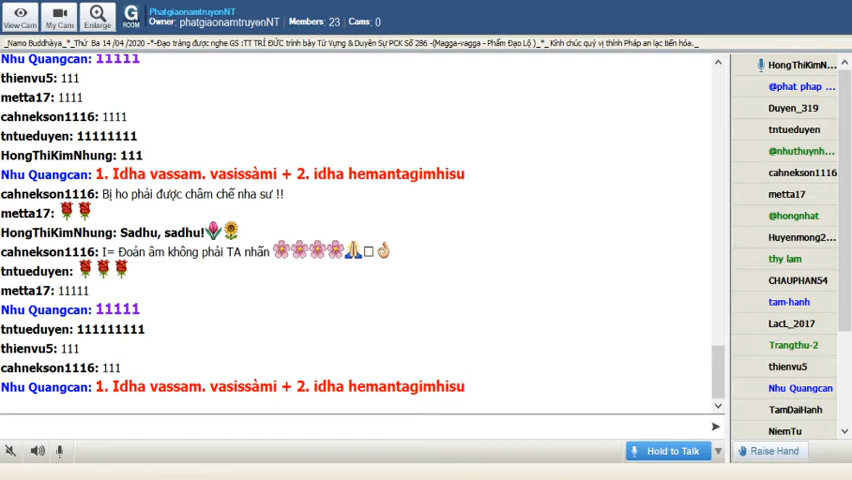 View Cam
My Cam
Enlarge
G
ROOM
PhatgiaonamtruyenNT
Owner: phatgiaonamtruyenNT Members: 23 Cams: 0
_Namo Buddhàya_*_Thứ Ba 14 /04 /2020 -*-Đạo tràng được nghe GS :TT TRÍ ĐỨC trình bày Từ Vựng & Duyên Sự PCK Số 286 -(Magga-vagga - Phẩm Đạo Lộ )_*_ Kính chúc quý vị thính Pháp an lạc tiến hóa._
Nhu Quangcan: 11111
thienvu5: 111
metta17: 1111
cahnekson1116: 1111
tntueduyen: 11111111
HongThiKimNhung: 111
Nhu Quangcan: 1. Idha vassam. vasissàmi + 2. idha hemantagimhisu
cahnekson1116: Bị ho phải được châm chế nha sư !!
metta17:
HongThiKimNhung: Sadhu, sadhu!
cahnekson1116: I= Đoản âm không phải TA nhấn
tntueduyen:
metta17: 11111
Nhu Quangcan: 11111
tntueduyen: 111111111
thienvu5: 111
cahnekson1116: 111
Nhu Quangcan: 1. Idha vassam. vasissàmi + 2. idha hemantagimhisu
HongThiKimN...
@phat phap ...
Duyen_319
tntueduyen
@nhuthuynh...
cahnekson1116
metta17
@hongnhat
Huyenmong2...
thy lam
CHAUPHAN54
tam-hanh
LacL_2017
Trangthu-2
thienvu5
Nhu Quangcan
TamDaiHanh
NiemTu
Hold to Talk
Raise Hand